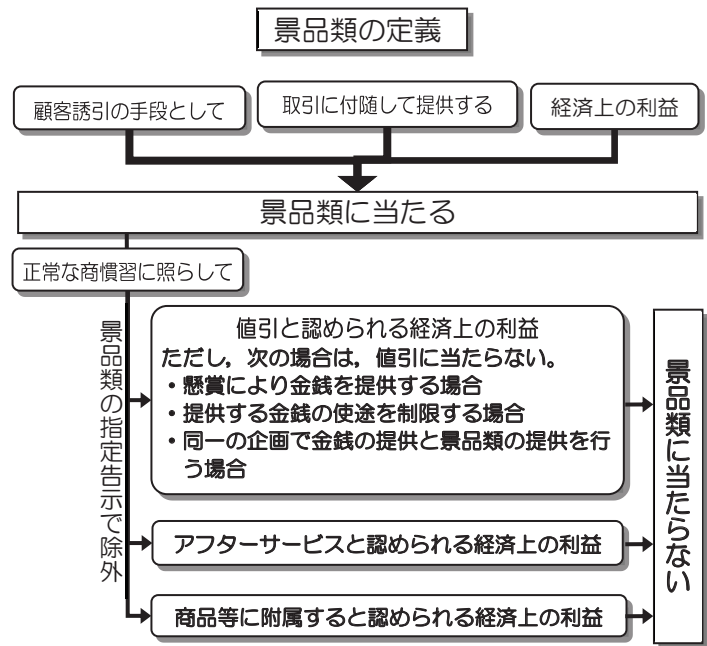 景品類の定義
顧客誘引の手段として
取引に付随して提供する
経済上の利益
景品類に当たる
正常な商慣習に照らして
景品類の指定告示で除外
値引と認められる経済上の利益
ただし，次の場合は，値引に当たらない。
・懸賞により金銭を提供する場合
・提供する金銭の使途を制限する場合
・同一の企画で金銭の提供と景品類の提供を行
う場合
アフターサービスと認められる経済上の利益
商品等に附属すると認められる経済上の利益
景品類に当たらない